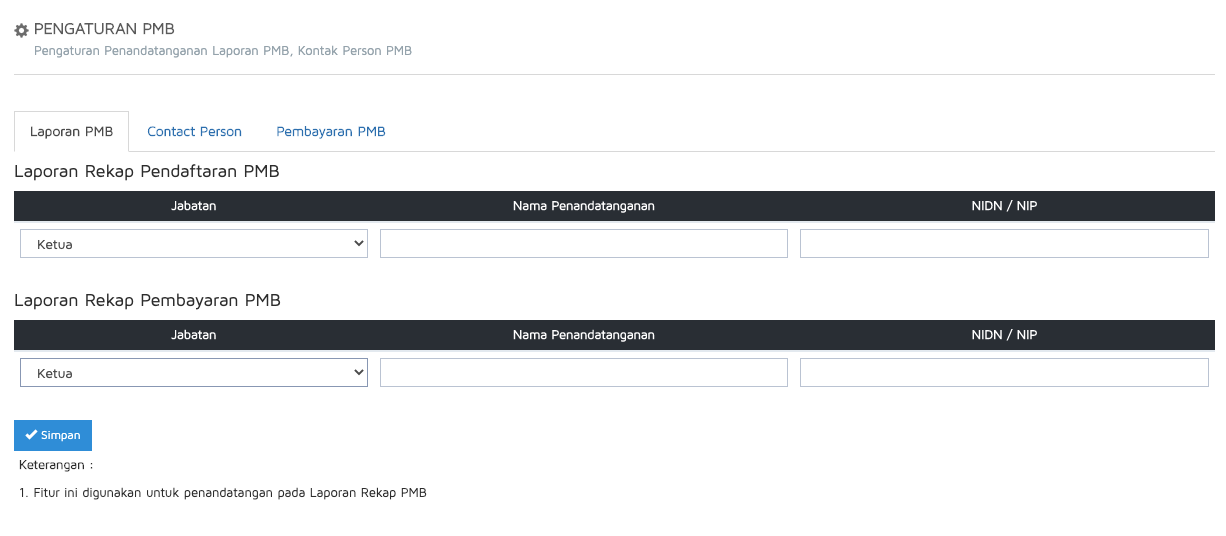 PENGATURAN PMB
Pengaturan Penandatanganan Laporan PMB, Kontak Person PMB
Laporan PMB Contact Person Pembayaran PMB
Laporan Rekap Pendaftaran PMB
Jabatan Nama Penandatanganan NIDN / NIP
Ketua
Laporan Rekap Pembayaran PMB
Jabatan Nama Penandatanganan NIDN / NIP
Ketua
Simpan
Keterangan :
1. Fitur ini digunakan untuk penandatangan pada Laporan Rekap PMB